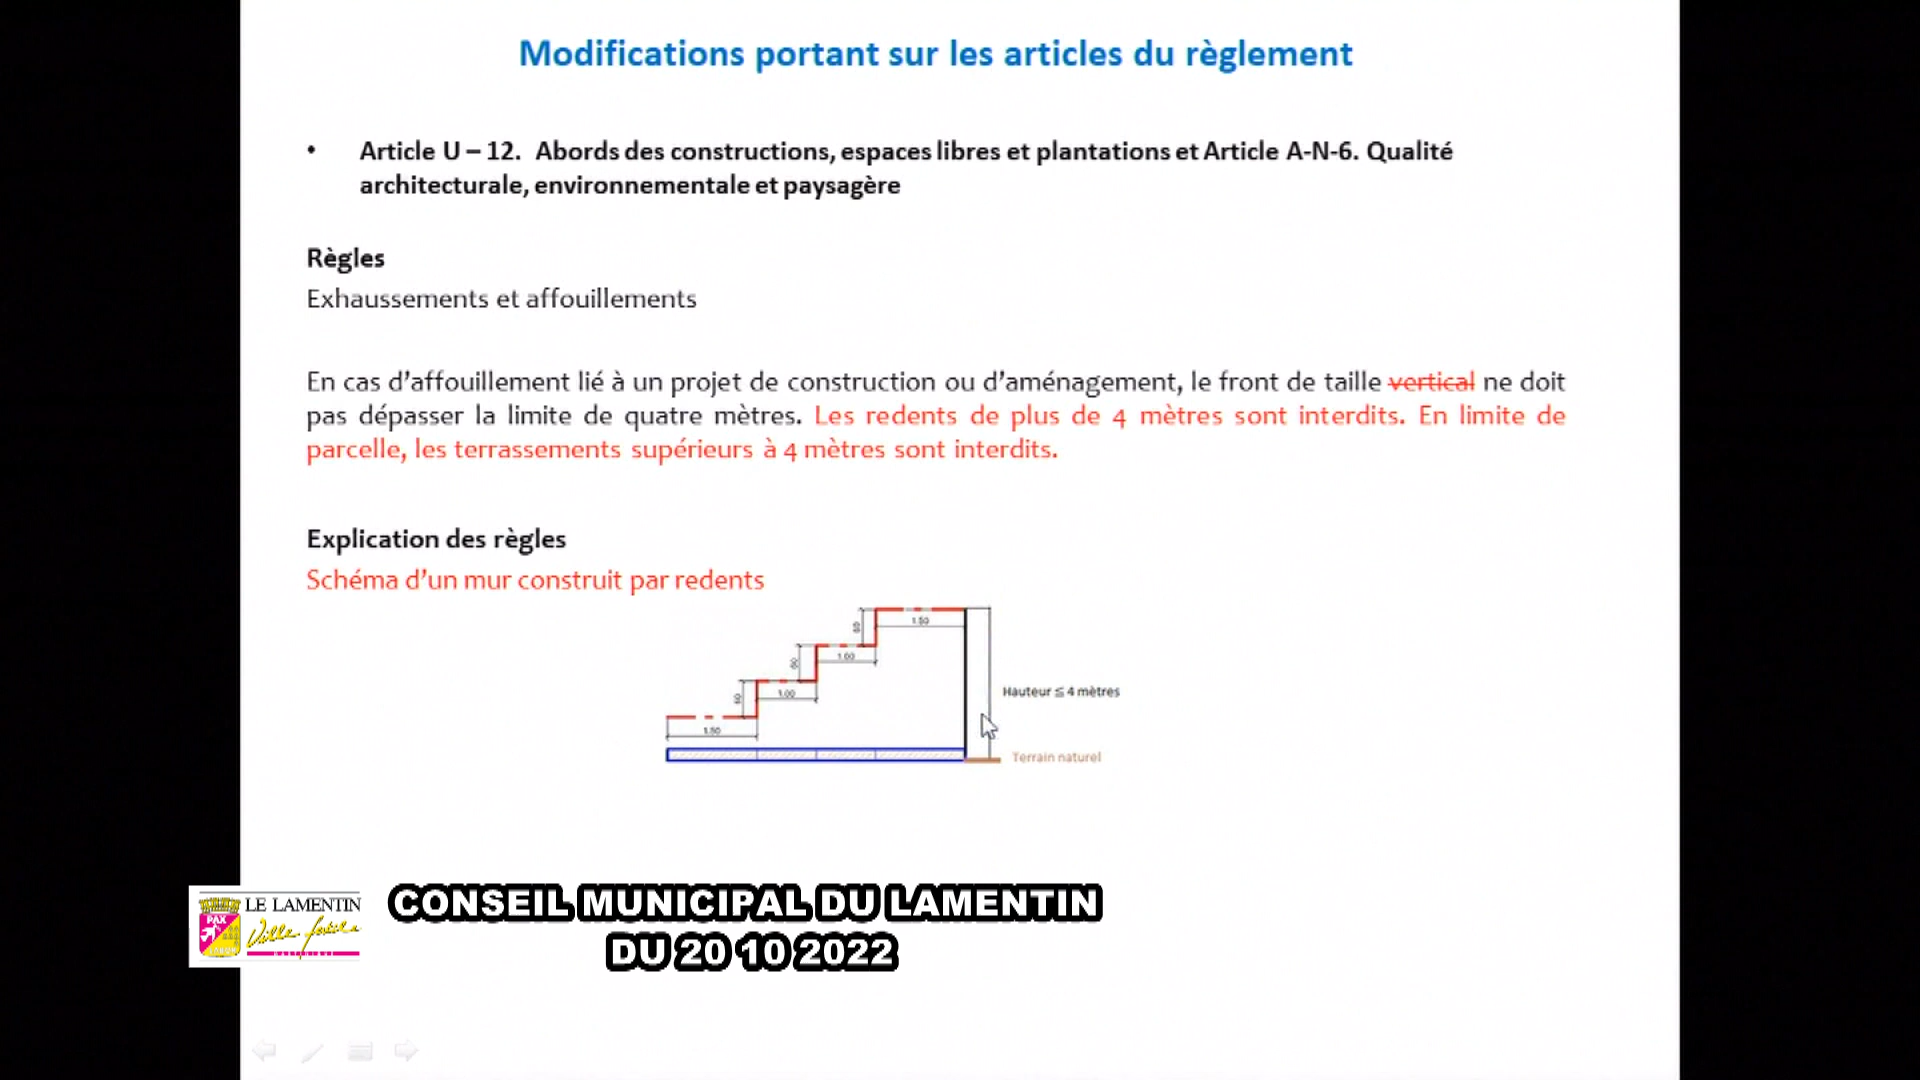 Modifications portant sur les articles du règlement
• Article U – 12. Abords des constructions, espaces libres et plantations et Article A-N-6. Qualité
architecturale, environnementale et paysagère
Règles
Exhaussements et affouillements
En cas d’affouillement lié à un projet de construction ou d’aménagement, le front de taille vertical ne doit
pas dépasser la limite de quatre mètres. Les redents de plus de 4 mètres sont interdits. En limite de
parcelle, les terrassements supérieurs à 4 mètres sont interdits.
Explication des règles
Schéma d’un mur construit par redents
1.50
60
1.00
60
1.00
60
1.50
Hauteur ≤ 4 mètres
Terrain naturel
PAX
LE LAMENTIN
CONSEIL MUNICIPAL DU LAMENTIN
DU 20 10 2022